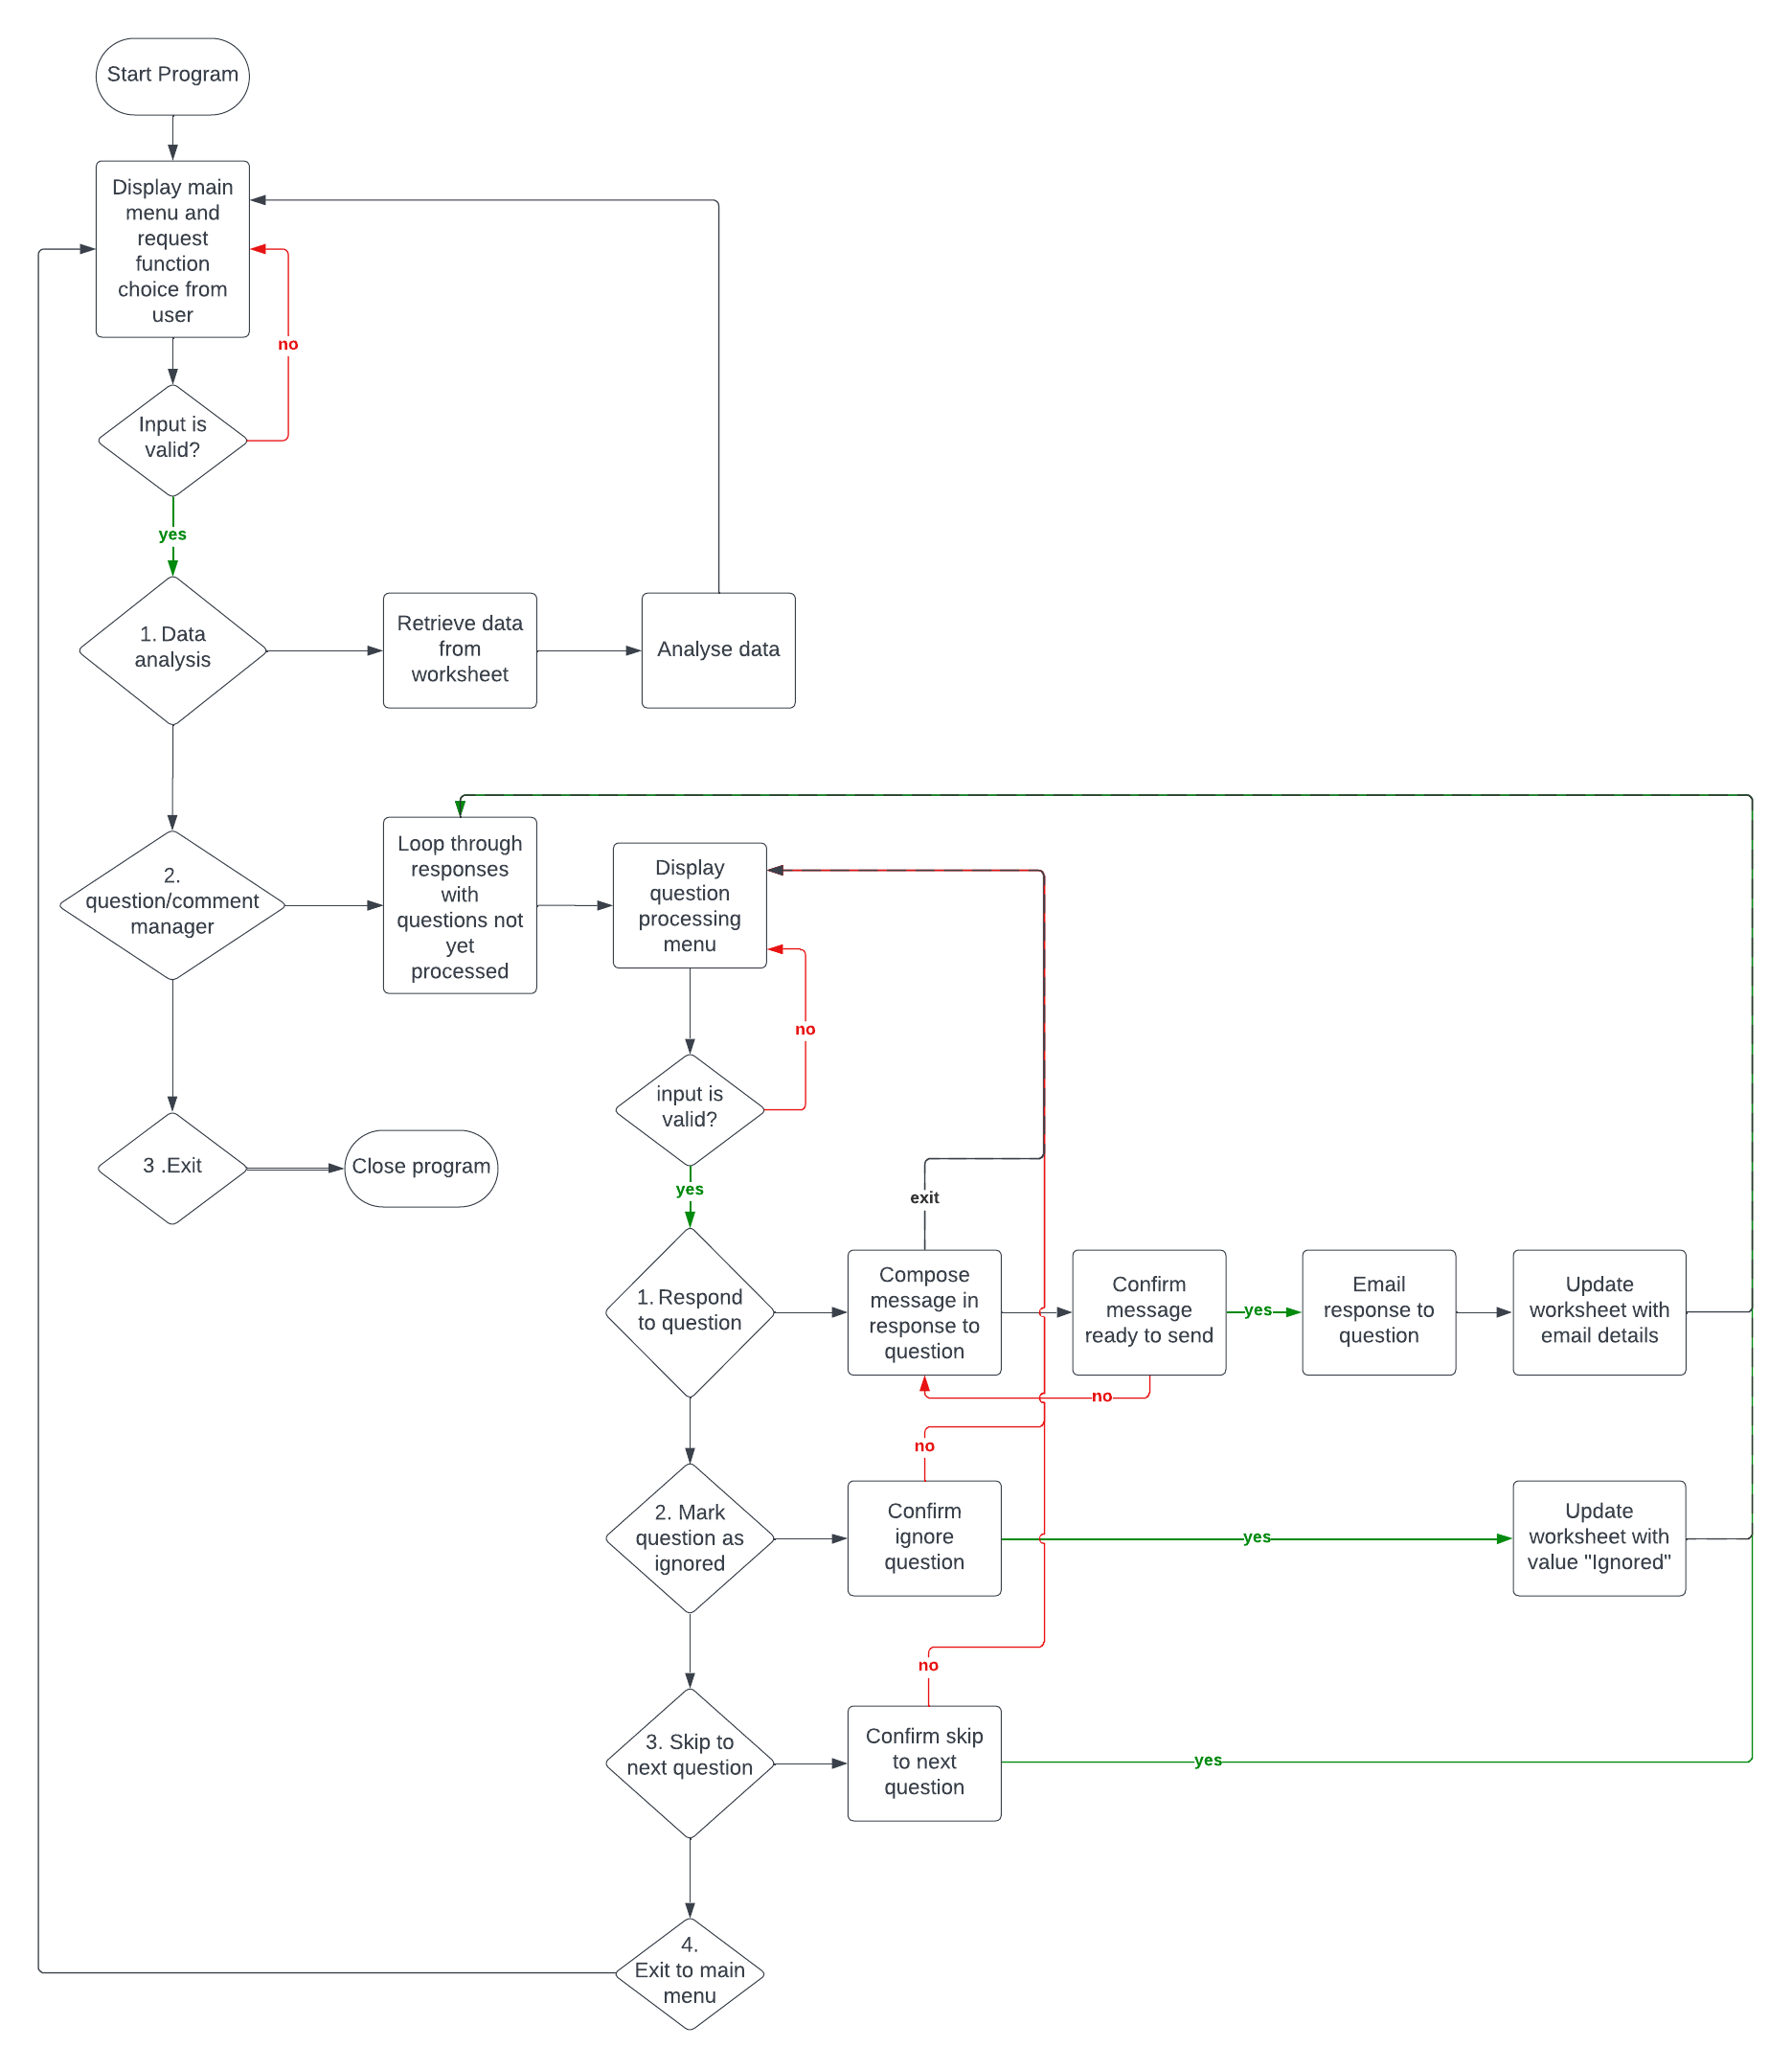 Start Program
Display main
menu and
request
function
choice from
user
no
Input is
valid?
yes
1. Data
analysis
Retrieve data
from
worksheet
Analyse data
2.
question/comment
manager
Loop through
responses
with
questions not
yet
processed
Display
question
processing
menu
no
input is
valid?
3 .Exit
Close program
yes
exit
1. Respond
to question
Compose
message in
response to
question
Confirm
message
ready to send
yes
Email
response to
question
Update
worksheet with
email details
no
no
2. Mark
question as
ignored
Confirm
ignore
question
yes
Update
worksheet with
value "Ignored"
no
3. Skip to
next question
Confirm skip
to next
question
yes
4.
Exit to main
menu